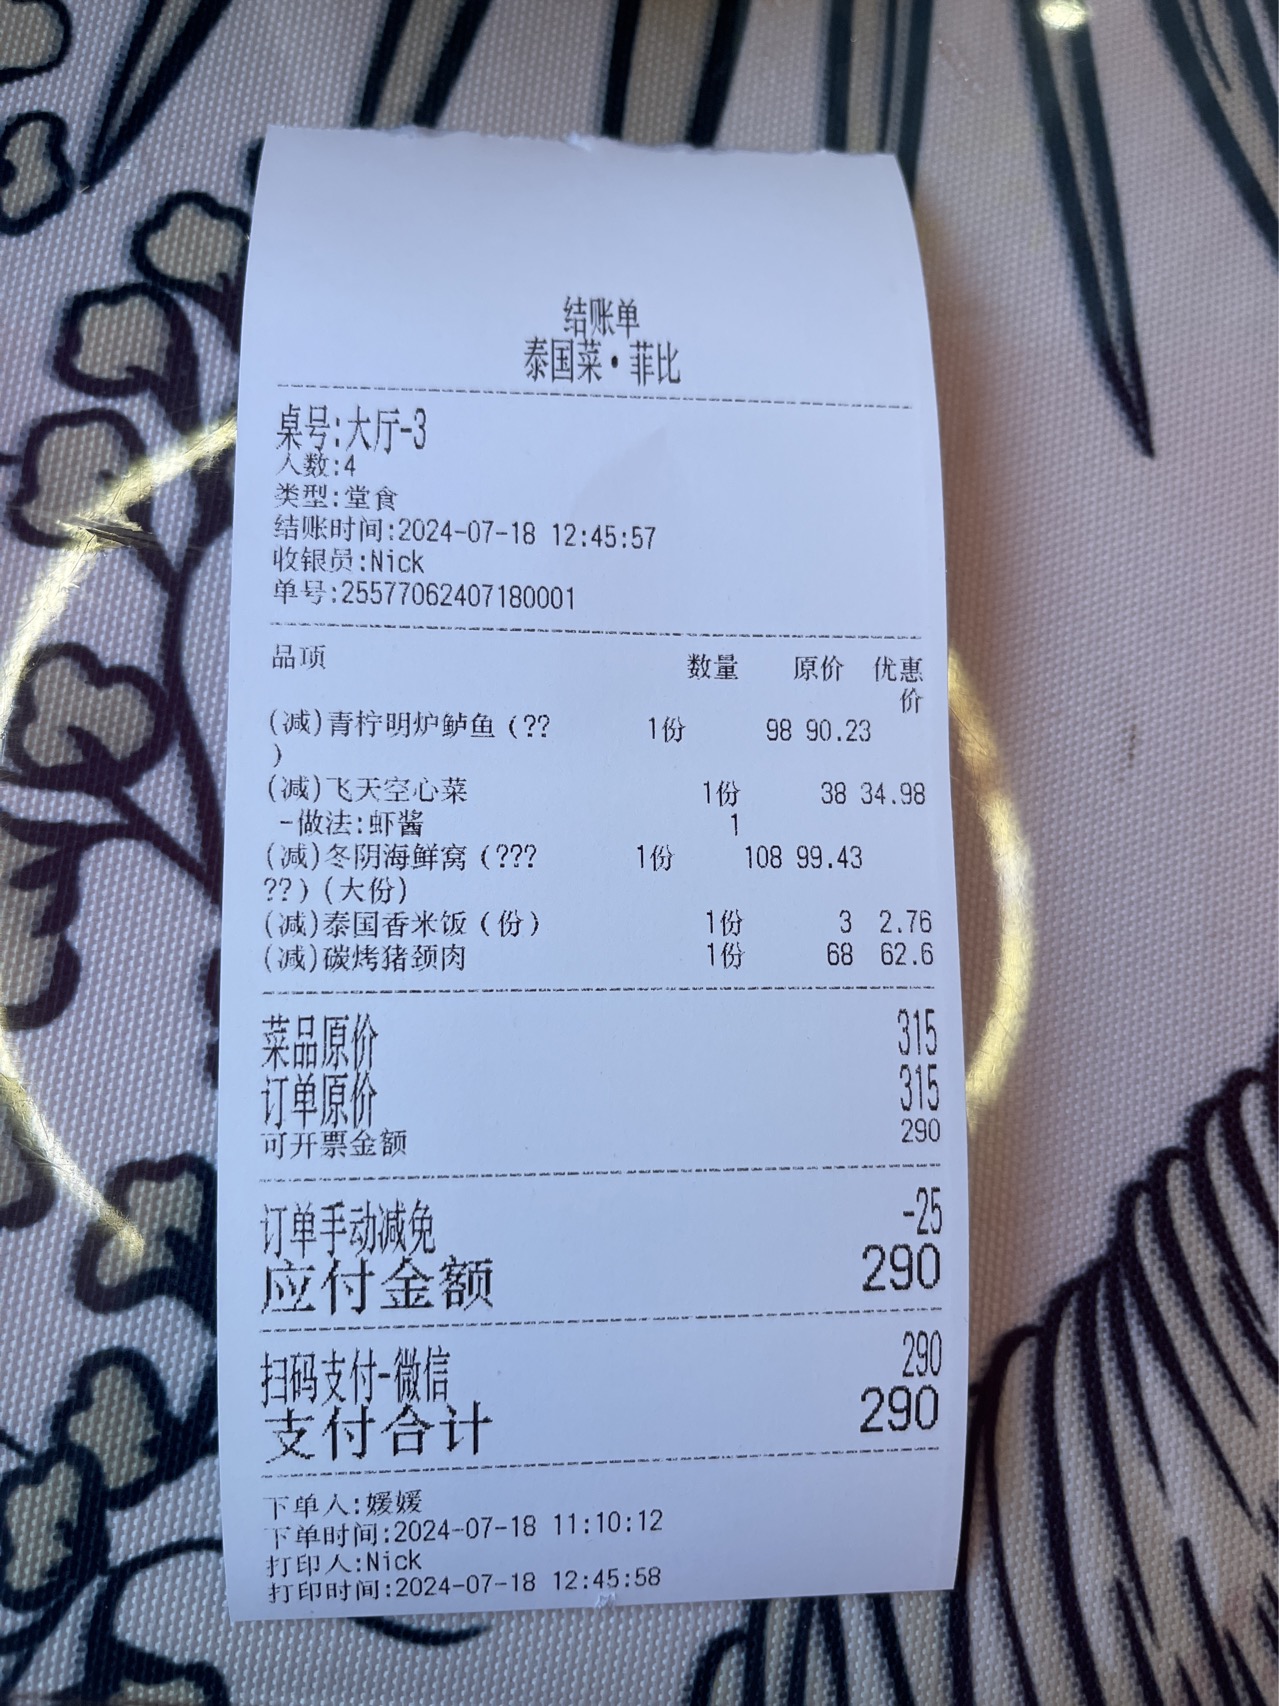 结账单
泰国菜·菲比
桌号:大厅-3
人数:4
类型:堂食
结账时间:2024-07-18 12:45:57
收银员:Nick
单号:25577062407180001
品项 数量 原价 优惠
价
(减)青柠明炉鲈鱼(?? 1份 98 90.23
)
(减)飞天空心菜 1份 38 34.98
-做法:虾酱 1
(减)冬阴海鲜窝(??? 1份 108 99.43
??)(大份)
(减)泰国香米饭(份) 1份 3 2.76
(减)碳烤猪颈肉 1份 68 62.6
菜品原价 315
订单原价 315
可开票金额 290
订单手动减免 -25
应付金额 290
扫码支付-微信 290
支付合计 290
下单人:媛媛
下单时间:2024-07-18 11:10:12
打印人:Nick
打印时间:2024-07-18 12:45:58